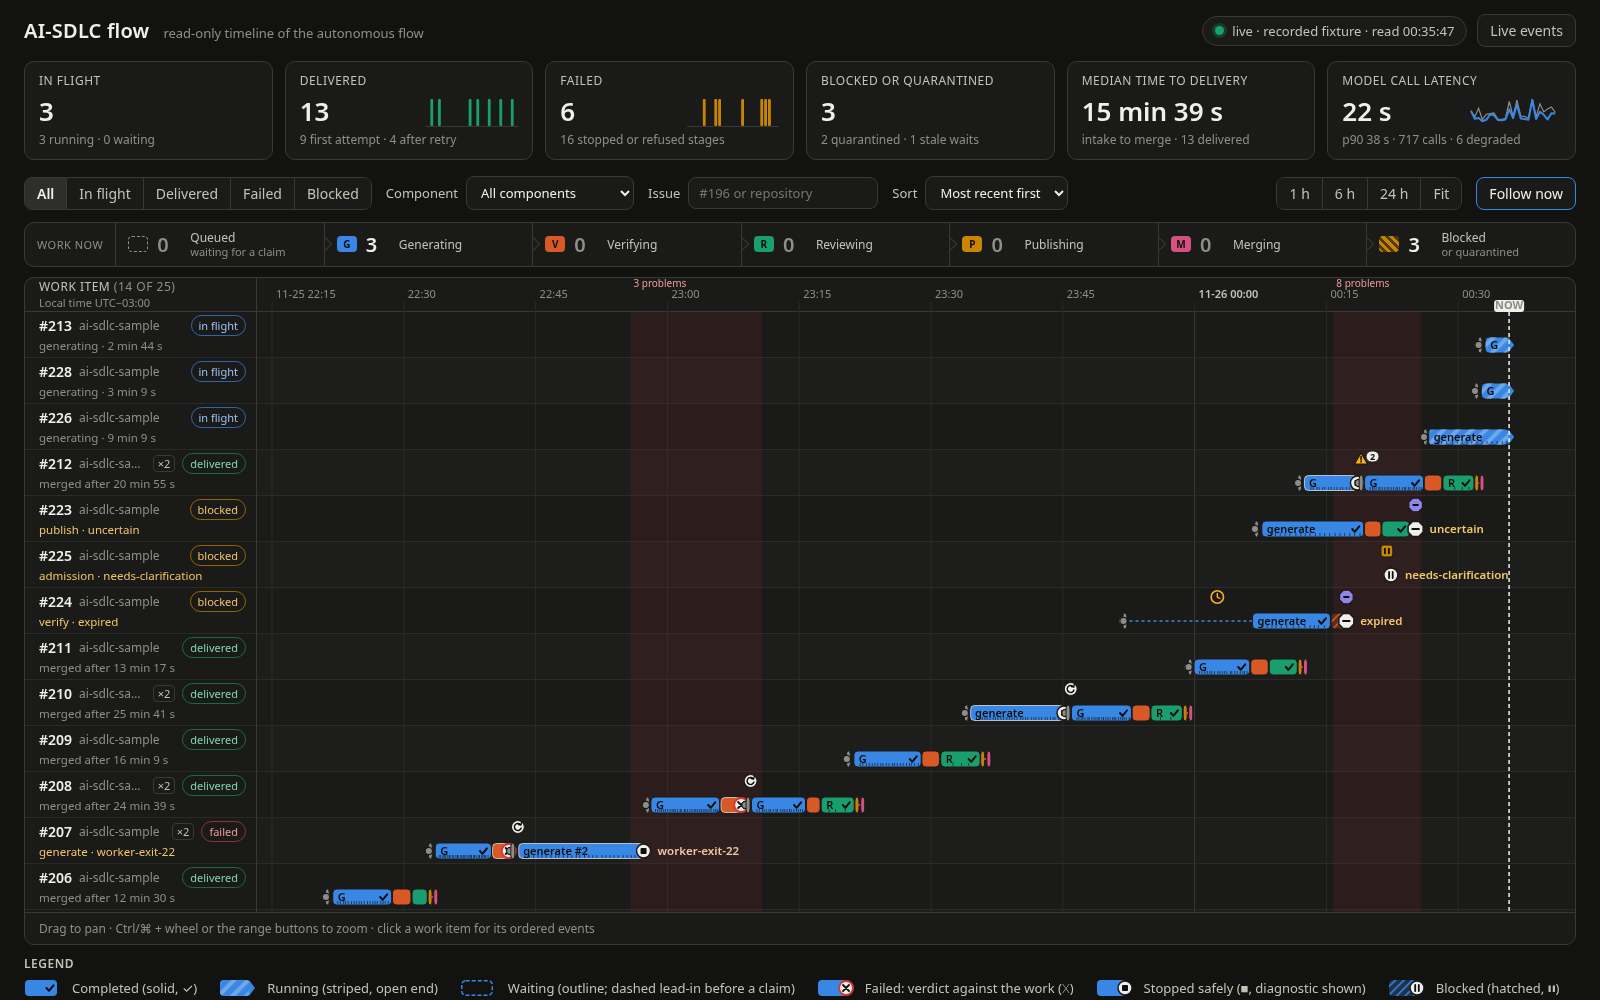 AI-SDLC flow read-only timeline of the autonomous flow
live · recorded fixture · read 00:35:47 Live events
IN FLIGHT
3
3 running · 0 waiting
DELIVERED
13
9 first attempt · 4 after retry
FAILED
6
16 stopped or refused stages
BLOCKED OR QUARANTINED
3
2 quarantined · 1 stale waits
MEDIAN TIME TO DELIVERY
15 min 39 s
intake to merge · 13 delivered
MODEL CALL LATENCY
22 s
p90 38 s · 717 calls · 6 degraded
All In flight Delivered Failed Blocked Component All components Issue #196 or repository Sort Most recent first 1 h 6 h 24 h Fit Follow now
WORK NOW
0 Queued
waiting for a claim
G 3 Generating
V 0 Verifying
R 0 Reviewing
P 0 Publishing
M 0 Merging
3 Blocked
or quarantined
WORK ITEM (14 OF 25)
Local time UTC−03:00
3 problems 8 problems
11-25 22:15 22:30 22:45 23:00 23:15 23:30 23:45 11-26 00:00 00:15 00:30
NOW
#213 ai-sdlc-sample in flight
generating · 2 min 44 s
G
#228 ai-sdlc-sample in flight
generating · 3 min 9 s
G
#226 ai-sdlc-sample in flight
generating · 9 min 9 s
generate
#212 ai-sdlc-sa... ×2 delivered
merged after 20 min 55 s
2
G G R
#223 ai-sdlc-sample blocked
publish · uncertain
generate uncertain
#225 ai-sdlc-sample blocked
admission · needs-clarification
needs-clarification
#224 ai-sdlc-sample blocked
verify · expired
generate expired
#211 ai-sdlc-sample delivered
merged after 13 min 17 s
G
#210 ai-sdlc-sa... ×2 delivered
merged after 25 min 41 s
generate G R
#209 ai-sdlc-sample delivered
merged after 16 min 9 s
G R
#208 ai-sdlc-sa... ×2 delivered
merged after 24 min 39 s
G G R
#207 ai-sdlc-sample ×2 failed
generate · worker-exit-22
G generate #2 worker-exit-22
#206 ai-sdlc-sample delivered
merged after 12 min 30 s
G
Drag to pan · Ctrl/⌘ + wheel or the range buttons to zoom · click a work item for its ordered events
LEGEND
Completed (solid, ✓) Running (striped, open end) Waiting (outline; dashed lead-in before a claim) Failed: verdict against the work (╳) Stopped safely (■, diagnostic shown) Blocked (hatched, ⏸)